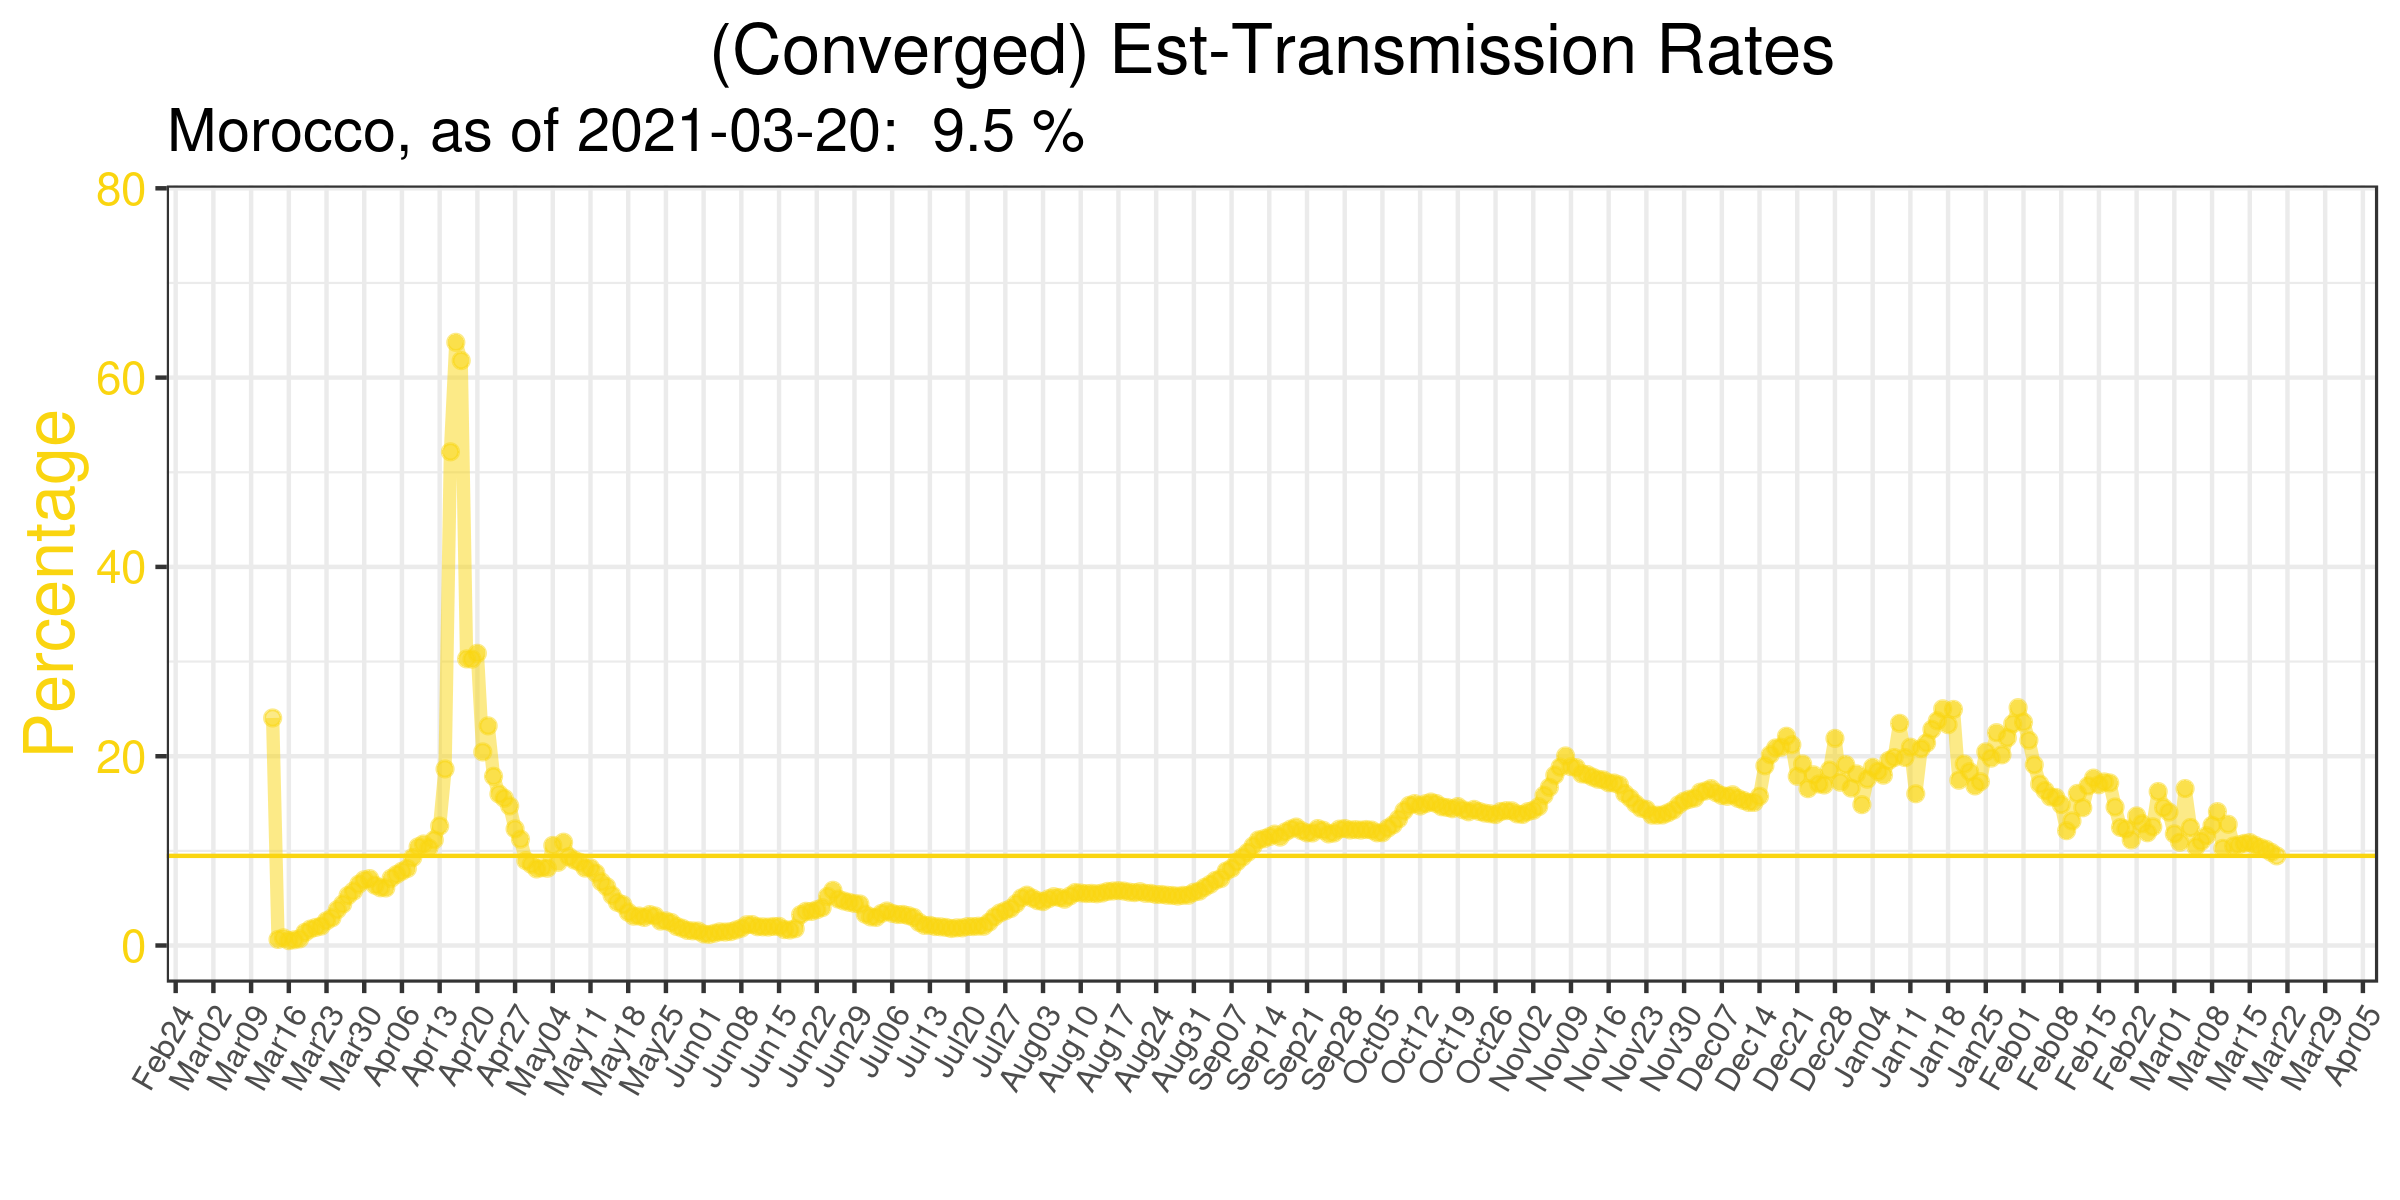 (Converged) Est-Transmission Rates
Morocco, as of 2021-03-20:  9.5 %
Percentage
80
60
40
20
0
Feb24 Mar02 Mar09 Mar16 Mar23 Mar30 Apr06 Apr13 Apr20 Apr27 May04 May11 May18 May25 Jun01 Jun08 Jun15 Jun22 Jun29 Jul06 Jul13 Jul20 Jul27 Aug03 Aug10 Aug17 Aug24 Aug31 Sep07 Sep14 Sep21 Sep28 Oct05 Oct12 Oct19 Oct26 Nov02 Nov09 Nov16 Nov23 Nov30 Dec07 Dec14 Dec21 Dec28 Jan04 Jan11 Jan18 Jan25 Feb01 Feb08 Feb15 Feb22 Mar01 Mar08 Mar15 Mar22 Mar29 Apr05